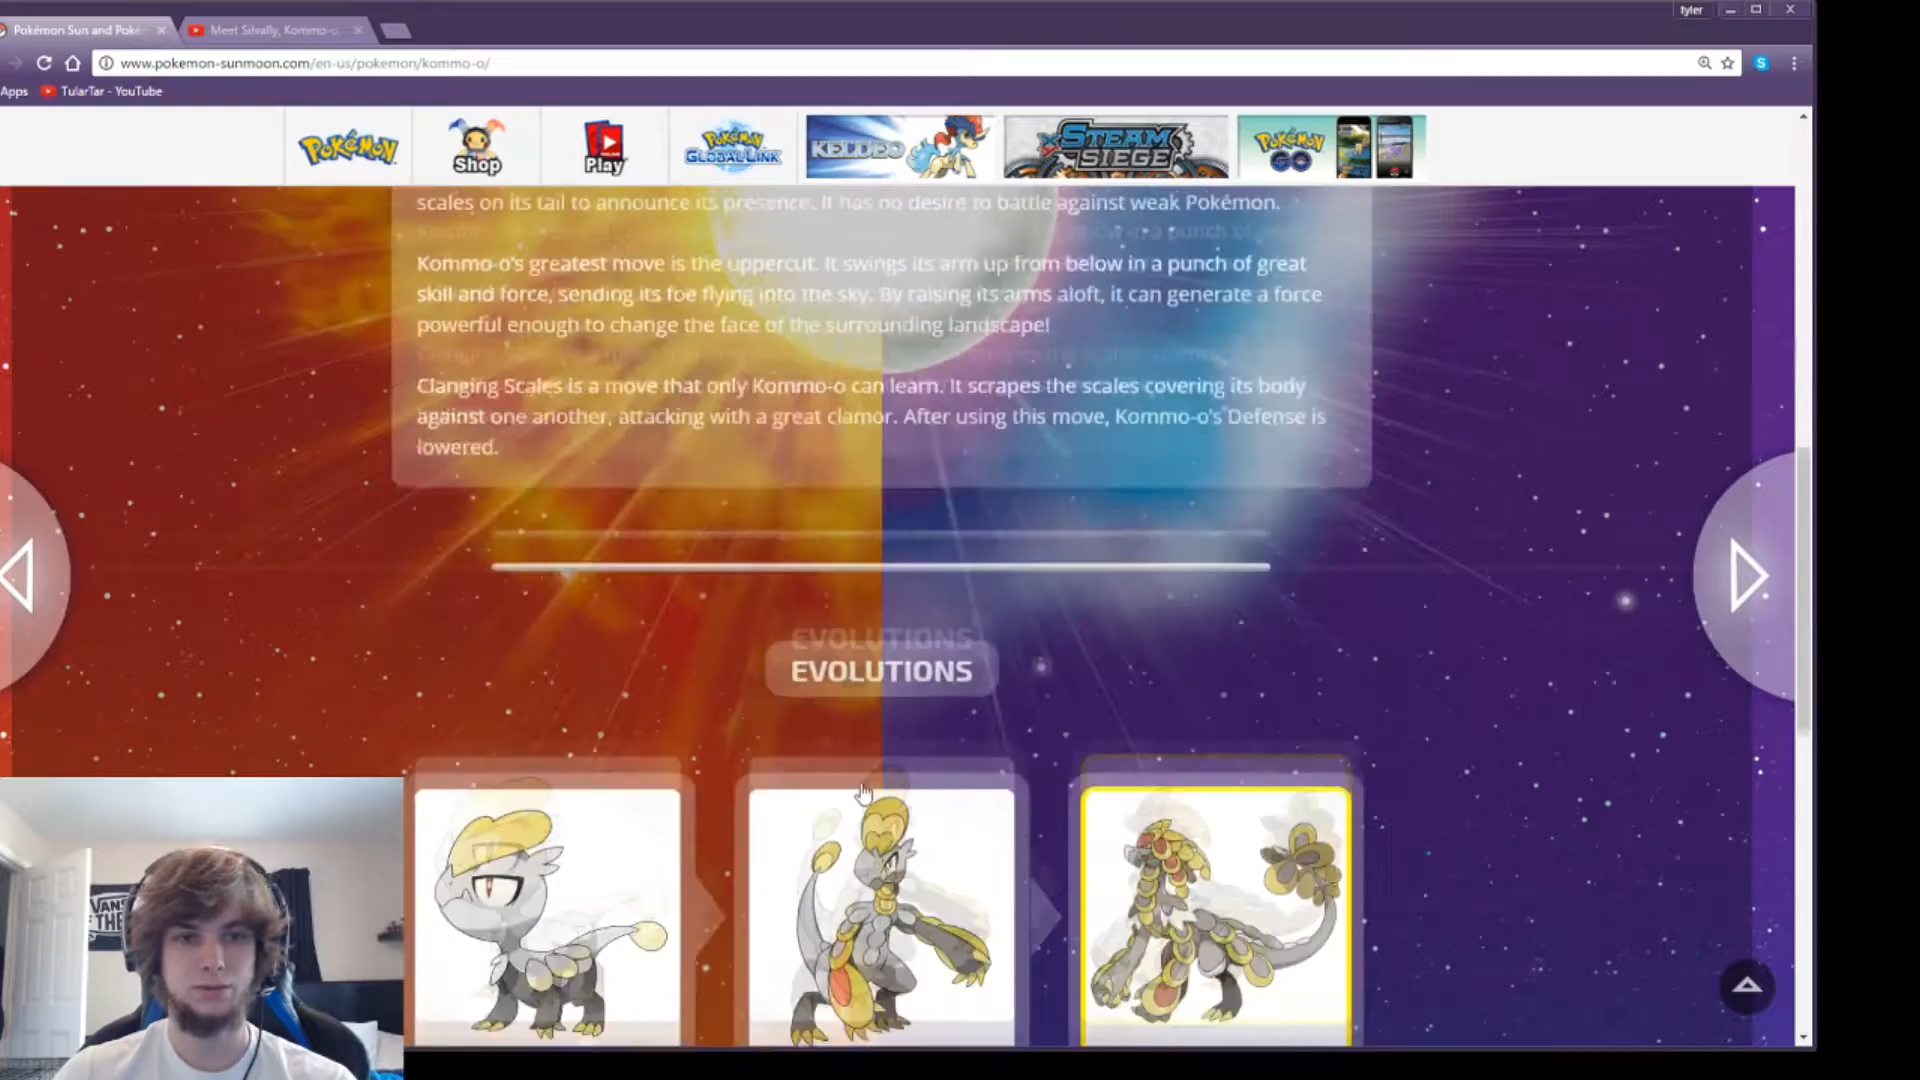 tyler
Pokémon Sun and Poké
Meet Silvally, Kommo-o,
www.pokemon-sunmoon.com/en-us/pokemon/kommo-o/
S
Apps
TularTar - YouTube
Pokémon
Shop
Play
Pokémon
GLOBAL LINK
KELDEO
STEAM
SIEGE
Pokémon
GO
scales on its tail to announce its presence. It has no desire to battle against weak Pokémon.
Kommo-o's greatest move is the uppercut. It swings its arm up from below in a punch of great
skill and force, sending its foe flying into the sky. By raising its arms aloft, it can generate a force
powerful enough to change the face of the surrounding landscape!
Clanging Scales is a move that only Kommo-o can learn. It scrapes the scales covering its body
against one another, attacking with a great clamor. After using this move, Kommo-o's Defense is
lowered.
EVOLUTIONS
EVOLUTIONS
VANS
THE